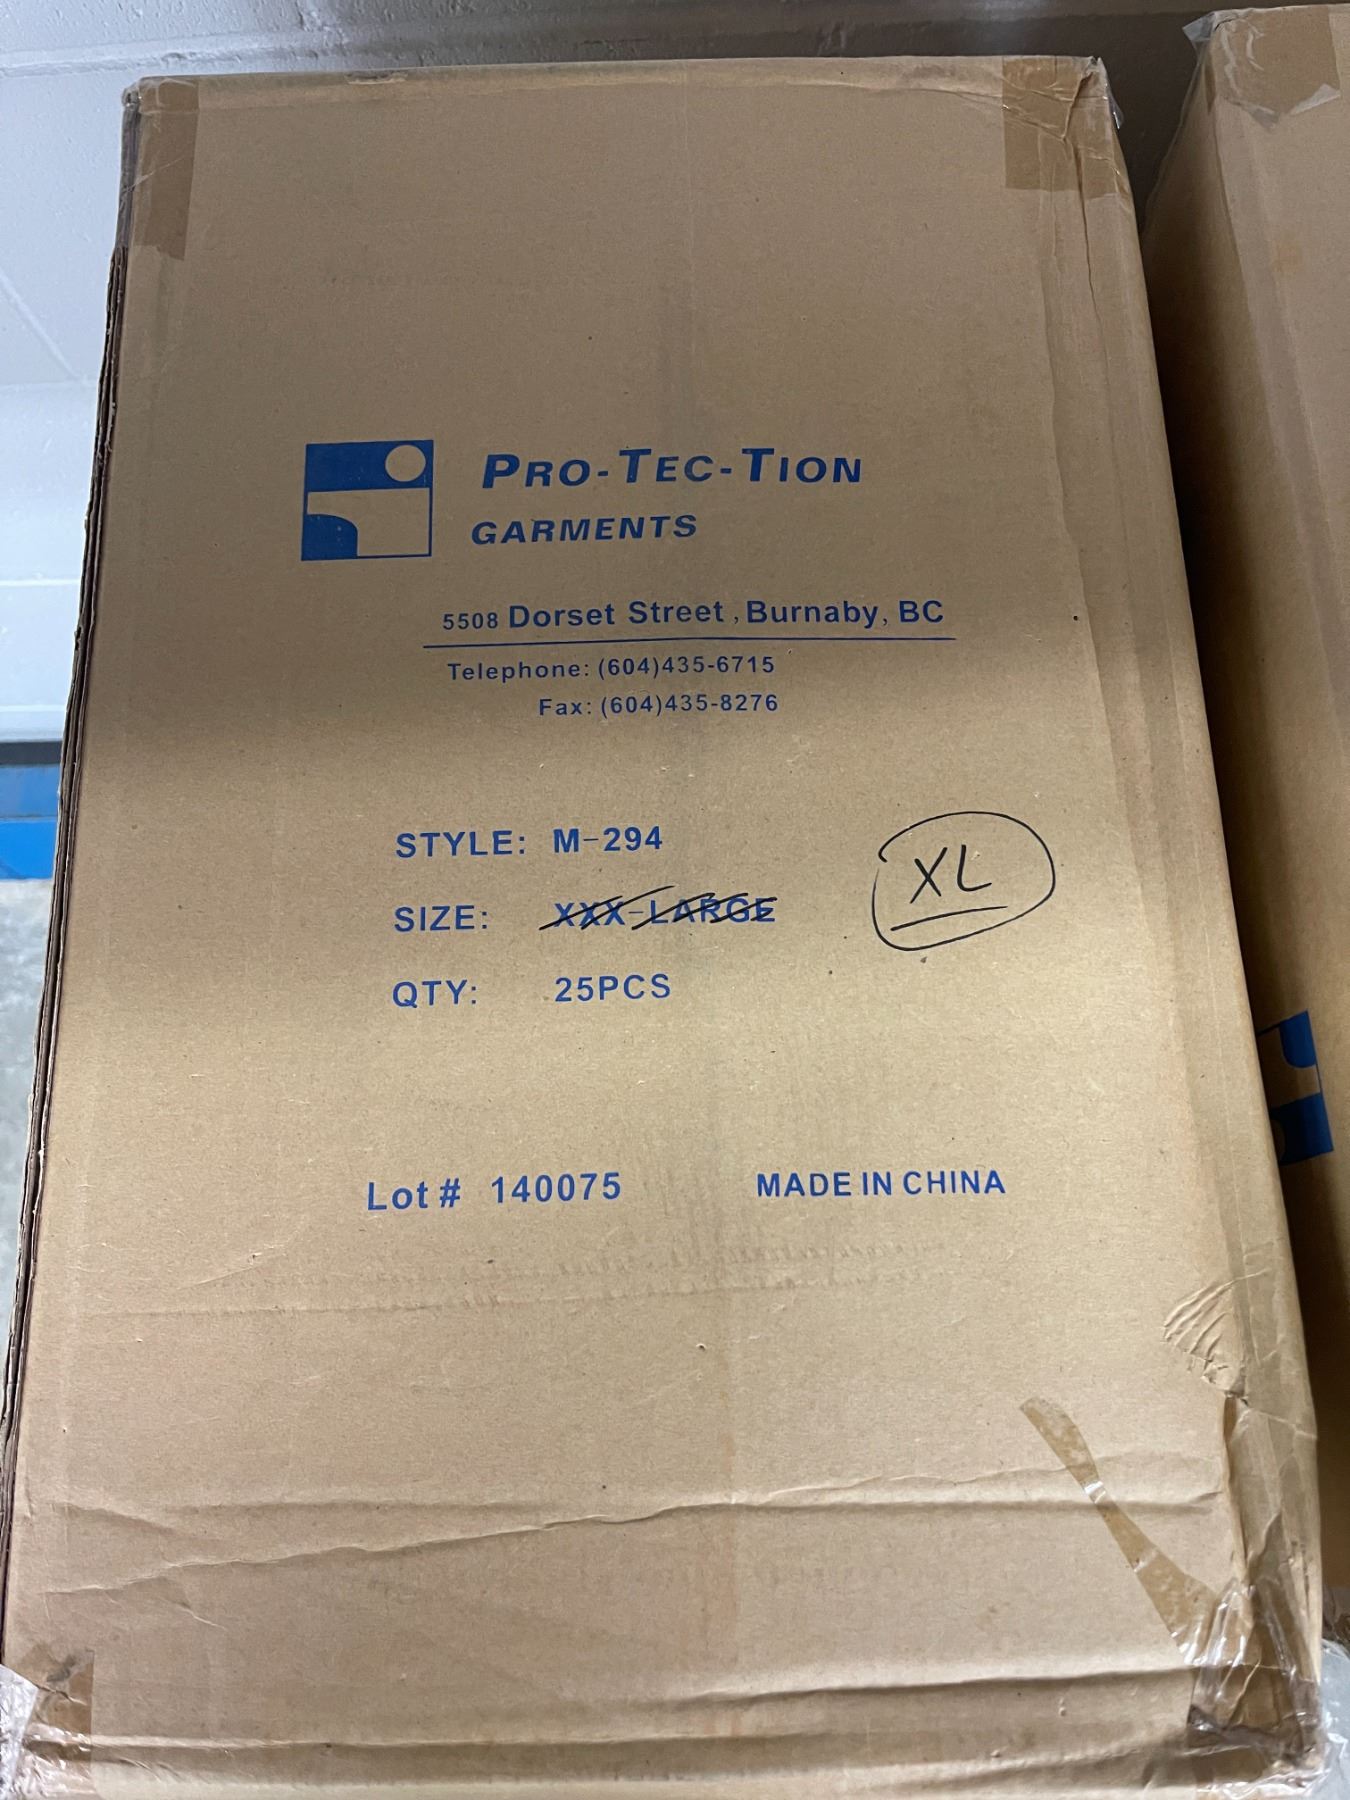 PRO-TEC-TION
GARMENTS
5508 Dorset Street, Burnaby, BC
Telephone: (604)435-6715
Fax: (604)435-8276
STYLE: M-294
SIZE: XXX-LARGE
XL
QTY: 25PCS
Lot # 140075 MADE IN CHINA